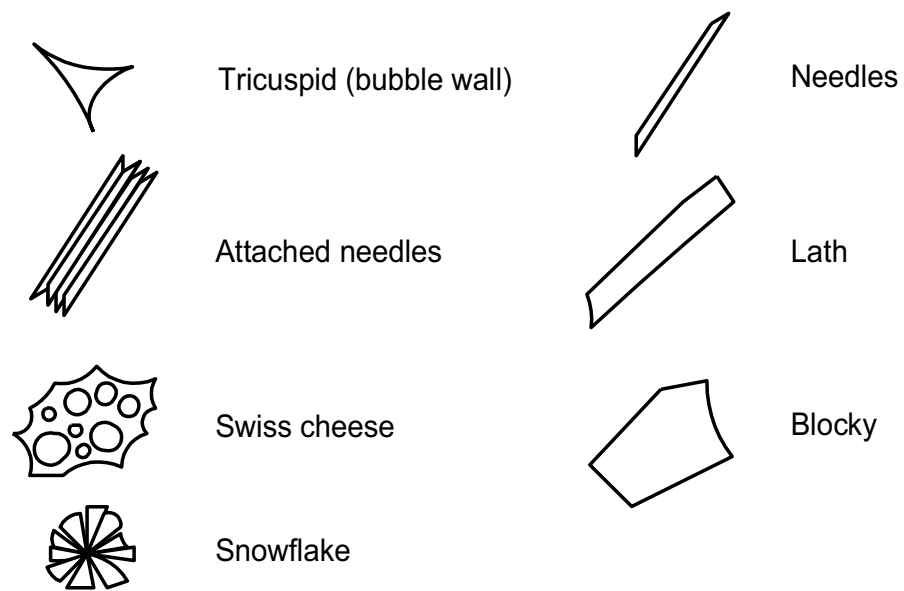 Tricuspid (bubble wall)
Needles
Attached needles
Lath
Swiss cheese
Blocky
Snowflake